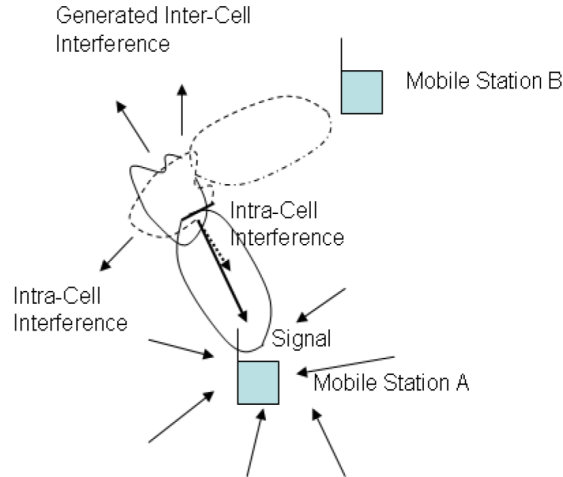 Generated Inter-Cell
Interference
Mobile Station B
Intra-Cell
Interference
Intra-Cell
Interference
Signal
Mobile Station A